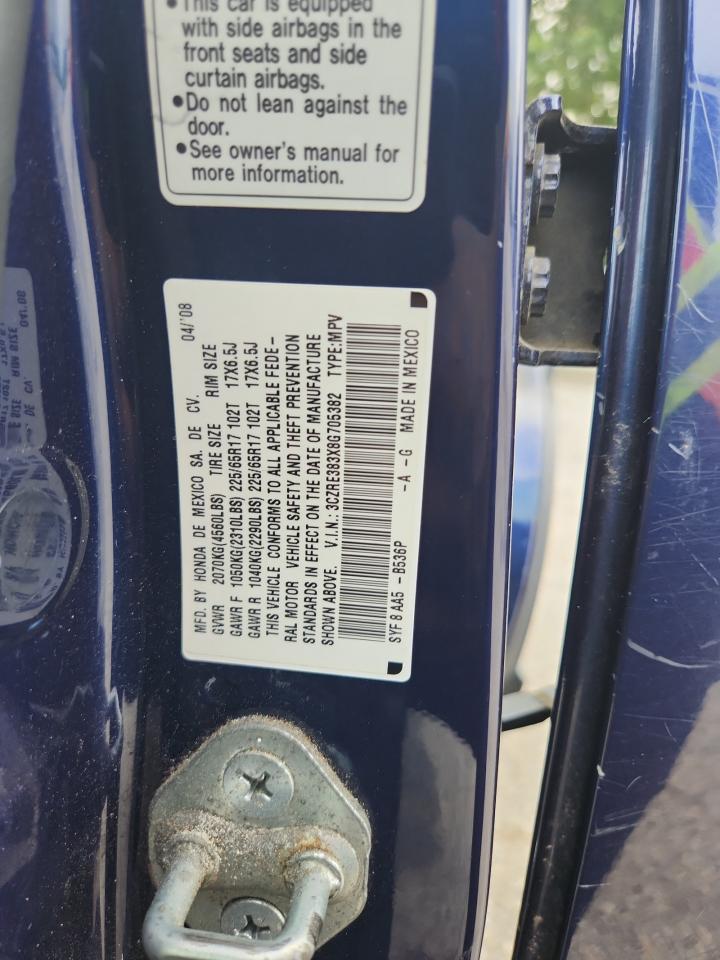 •This car is equipped
with side airbags in the
front seats and side
curtain airbags.
•Do not lean against the
door.
•See owner's manual for
more information.
MFD. BY HONDA DE MEXICO SA. DE CV. 04/'08
GVWR 2070KG(4560LBS) TIRE SIZE RIM SIZE
GAWR F 1050KG(2310LBS) 225/65R17 102T 17X6.5J
GAWR R 1040KG(2290LBS) 225/65R17 102T 17X6.5J
THIS VEHICLE CONFORMS TO ALL APPLICABLE FEDE-
RAL MOTOR VEHICLE SAFETY AND THEFT PREVENTION
STANDARDS IN EFFECT ON THE DATE OF MANUFACTURE
SHOWN ABOVE. V.I.N.: 3CZRE383X8G705382 TYPE:MPV
SYF 8 AA5 -B536P -A -G MADE IN MEXICO